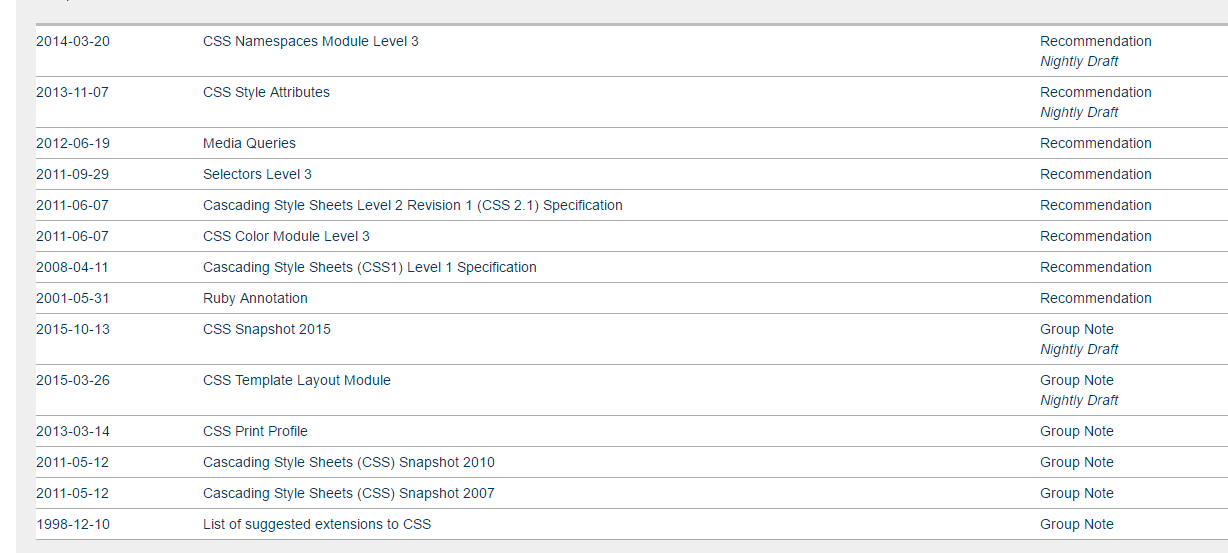 2014-03-20 CSS Namespaces Module Level 3 Recommendation
Nightly Draft
2013-11-07 CSS Style Attributes Recommendation
Nightly Draft
2012-06-19 Media Queries Recommendation
2011-09-29 Selectors Level 3 Recommendation
2011-06-07 Cascading Style Sheets Level 2 Revision 1 (CSS 2.1) Specification Recommendation
2011-06-07 CSS Color Module Level 3 Recommendation
2008-04-11 Cascading Style Sheets (CSS1) Level 1 Specification Recommendation
2001-05-31 Ruby Annotation Recommendation
2015-10-13 CSS Snapshot 2015 Group Note
Nightly Draft
2015-03-26 CSS Template Layout Module Group Note
Nightly Draft
2013-03-14 CSS Print Profile Group Note
2011-05-12 Cascading Style Sheets (CSS) Snapshot 2010 Group Note
2011-05-12 Cascading Style Sheets (CSS) Snapshot 2007 Group Note
1998-12-10 List of suggested extensions to CSS Group Note